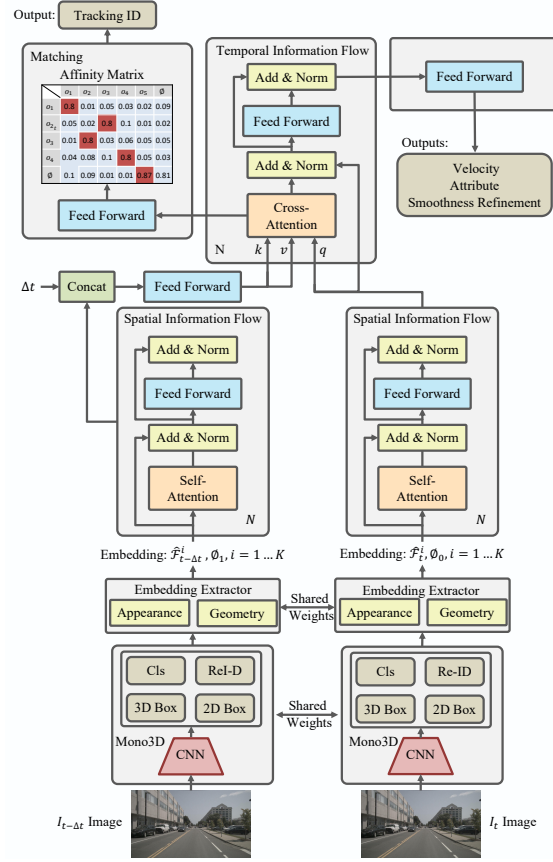 Output:
Tracking ID
Matching
Affinity Matrix
o₁ o₂ o₃ o₄ o₅ Ø
o₁ 0.8 0.01 0.05 0.03 0.02 0.09
o₂ₜ 0.05 0.02 0.8 0.1 0.01 0.02
o₃ 0.01 0.8 0.03 0.06 0.05 0.05
o₄ 0.04 0.08 0.1 0.8 0.05 0.03
Ø 0.1 0.09 0.01 0.01 0.87 0.81
Feed Forward
Temporal Information Flow
Add & Norm
Feed Forward
Add & Norm
Cross-
Attention
N k v q
Feed Forward
Outputs:
Velocity
Attribute
Smoothness Refinement
Δt
Concat
Feed Forward
Spatial Information Flow
Add & Norm
Feed Forward
Add & Norm
Self-
Attention
N
Spatial Information Flow
Add & Norm
Feed Forward
Add & Norm
Self-
Attention
N
Embedding: F̂ⁱₜ₋Δₜ, Ø₁, i = 1 … K
Embedding: F̂ⁱₜ, Ø₀, i = 1 … K
Embedding Extractor
Appearance
Geometry
Shared
Weights
Embedding Extractor
Appearance
Geometry
Cls
ReI-D
3D Box
2D Box
Mono3D
CNN
Shared
Weights
Cls
Re-ID
3D Box
2D Box
Mono3D
CNN
Iₜ₋Δₜ Image
Iₜ Image